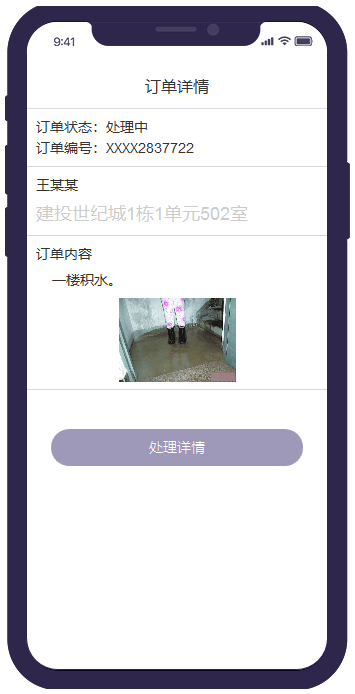 9:41
订单详情
订单状态：处理中
订单编号：XXXX2837722
王某某
建投世纪城1栋1单元502室
订单内容
一楼积水。
处理详情